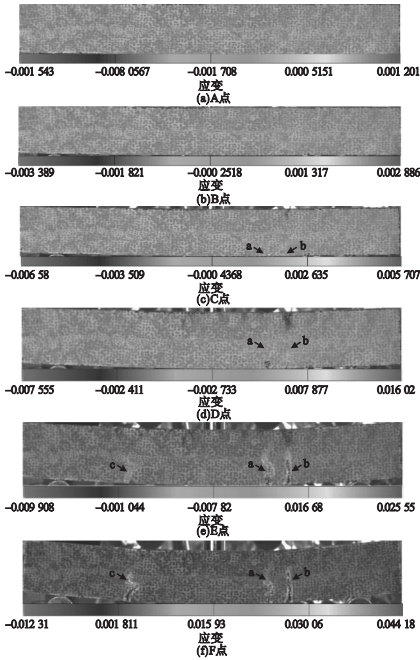 -0.001 543 -0.008 0567 -0.001 708 0.000 5151 0.001 201
应变
(a)A点
-0.003 389 -0.001 821 -0.000 2518 0.001 317 0.002 886
应变
(b)B点
a b
-0.006 58 -0.003 509 -0.000 4368 0.002 635 0.005 707
应变
(c)C点
a b
-0.007 555 -0.002 411 -0.002 733 0.007 877 0.016 02
应变
(d)D点
c a b
-0.009 908 -0.001 044 -0.007 82 0.016 68 0.025 55
应变
(e)E点
c a b
-0.012 31 0.001 811 0.015 93 0.030 06 0.044 18
应变
(f)F点